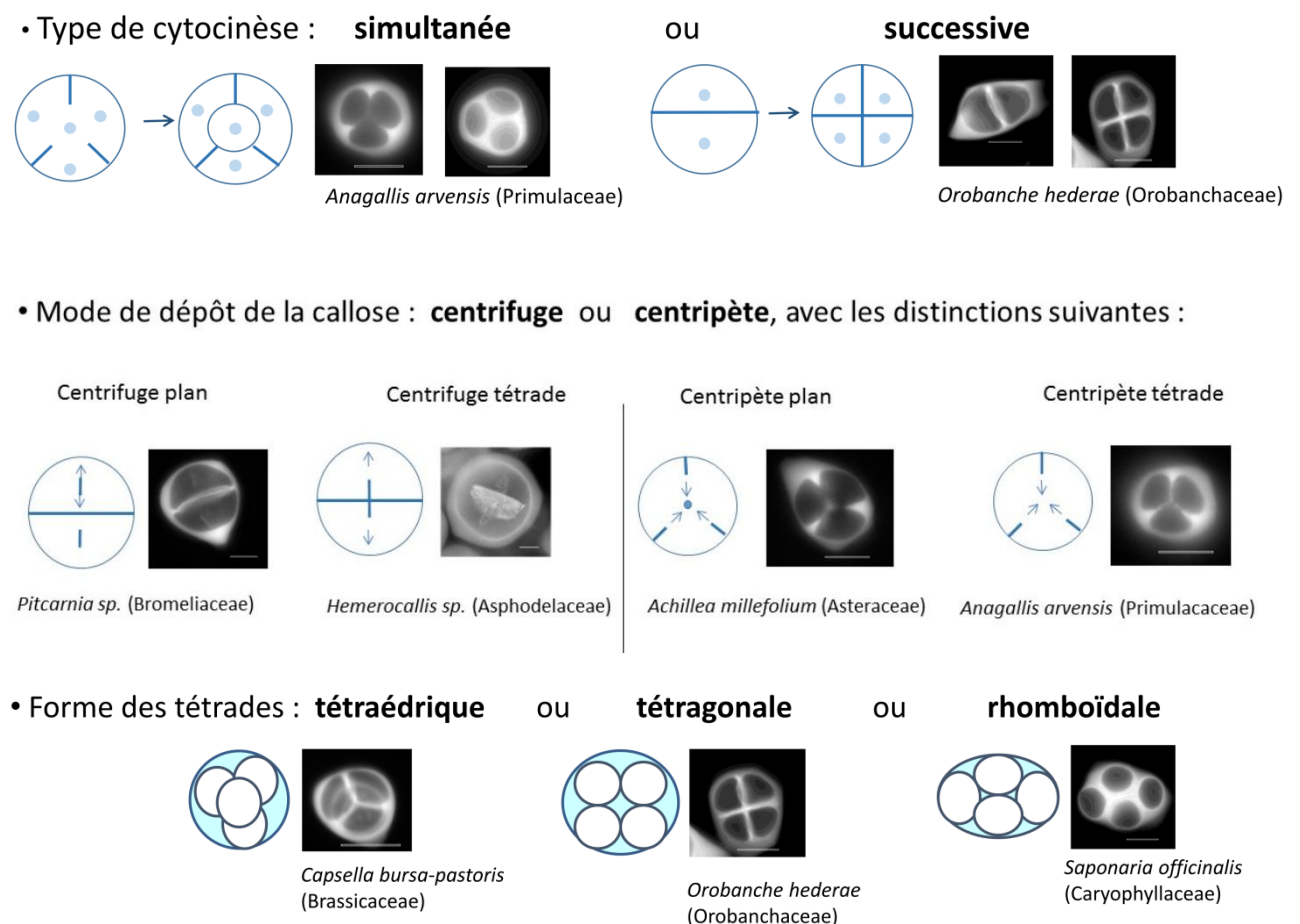 • Type de cytocinèse : simultanée ou successive
Anagallis arvensis (Primulaceae)
Orobanche hederae (Orobanchaceae)
• Mode de dépôt de la callose : centrifuge ou centripète, avec les distinctions suivantes :
Centrifuge plan
Centrifuge tétrade
Centripète plan
Centripète tétrade
Pitcarnia sp. (Bromeliaceae)
Hemerocallis sp. (Asphodelaceae)
Achillea millefolium (Asteraceae)
Anagallis arvensis (Primulacaceae)
• Forme des tétrades : tétraédrique ou tétragonale ou rhomboïdale
Capsella bursa-pastoris
(Brassicaceae)
Orobanche hederae
(Orobanchaceae)
Saponaria officinalis
(Caryophyllaceae)